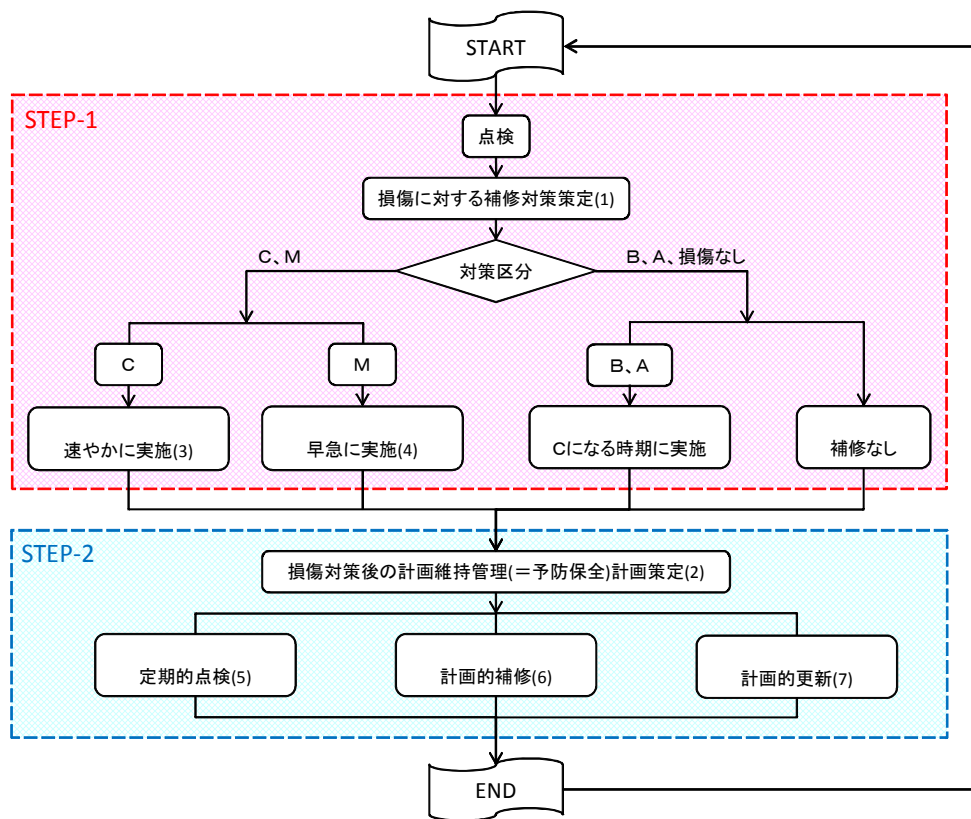 START
STEP-1
点検
損傷に対する補修対策策定(1)
C、M
対策区分
B、A、損傷なし
C
M
B、A
速やかに実施(3)
早急に実施(4)
Cになる時期に実施
補修なし
STEP-2
損傷対策後の計画維持管理(＝予防保全)計画策定(2)
定期的点検(5)
計画的補修(6)
計画的更新(7)
END